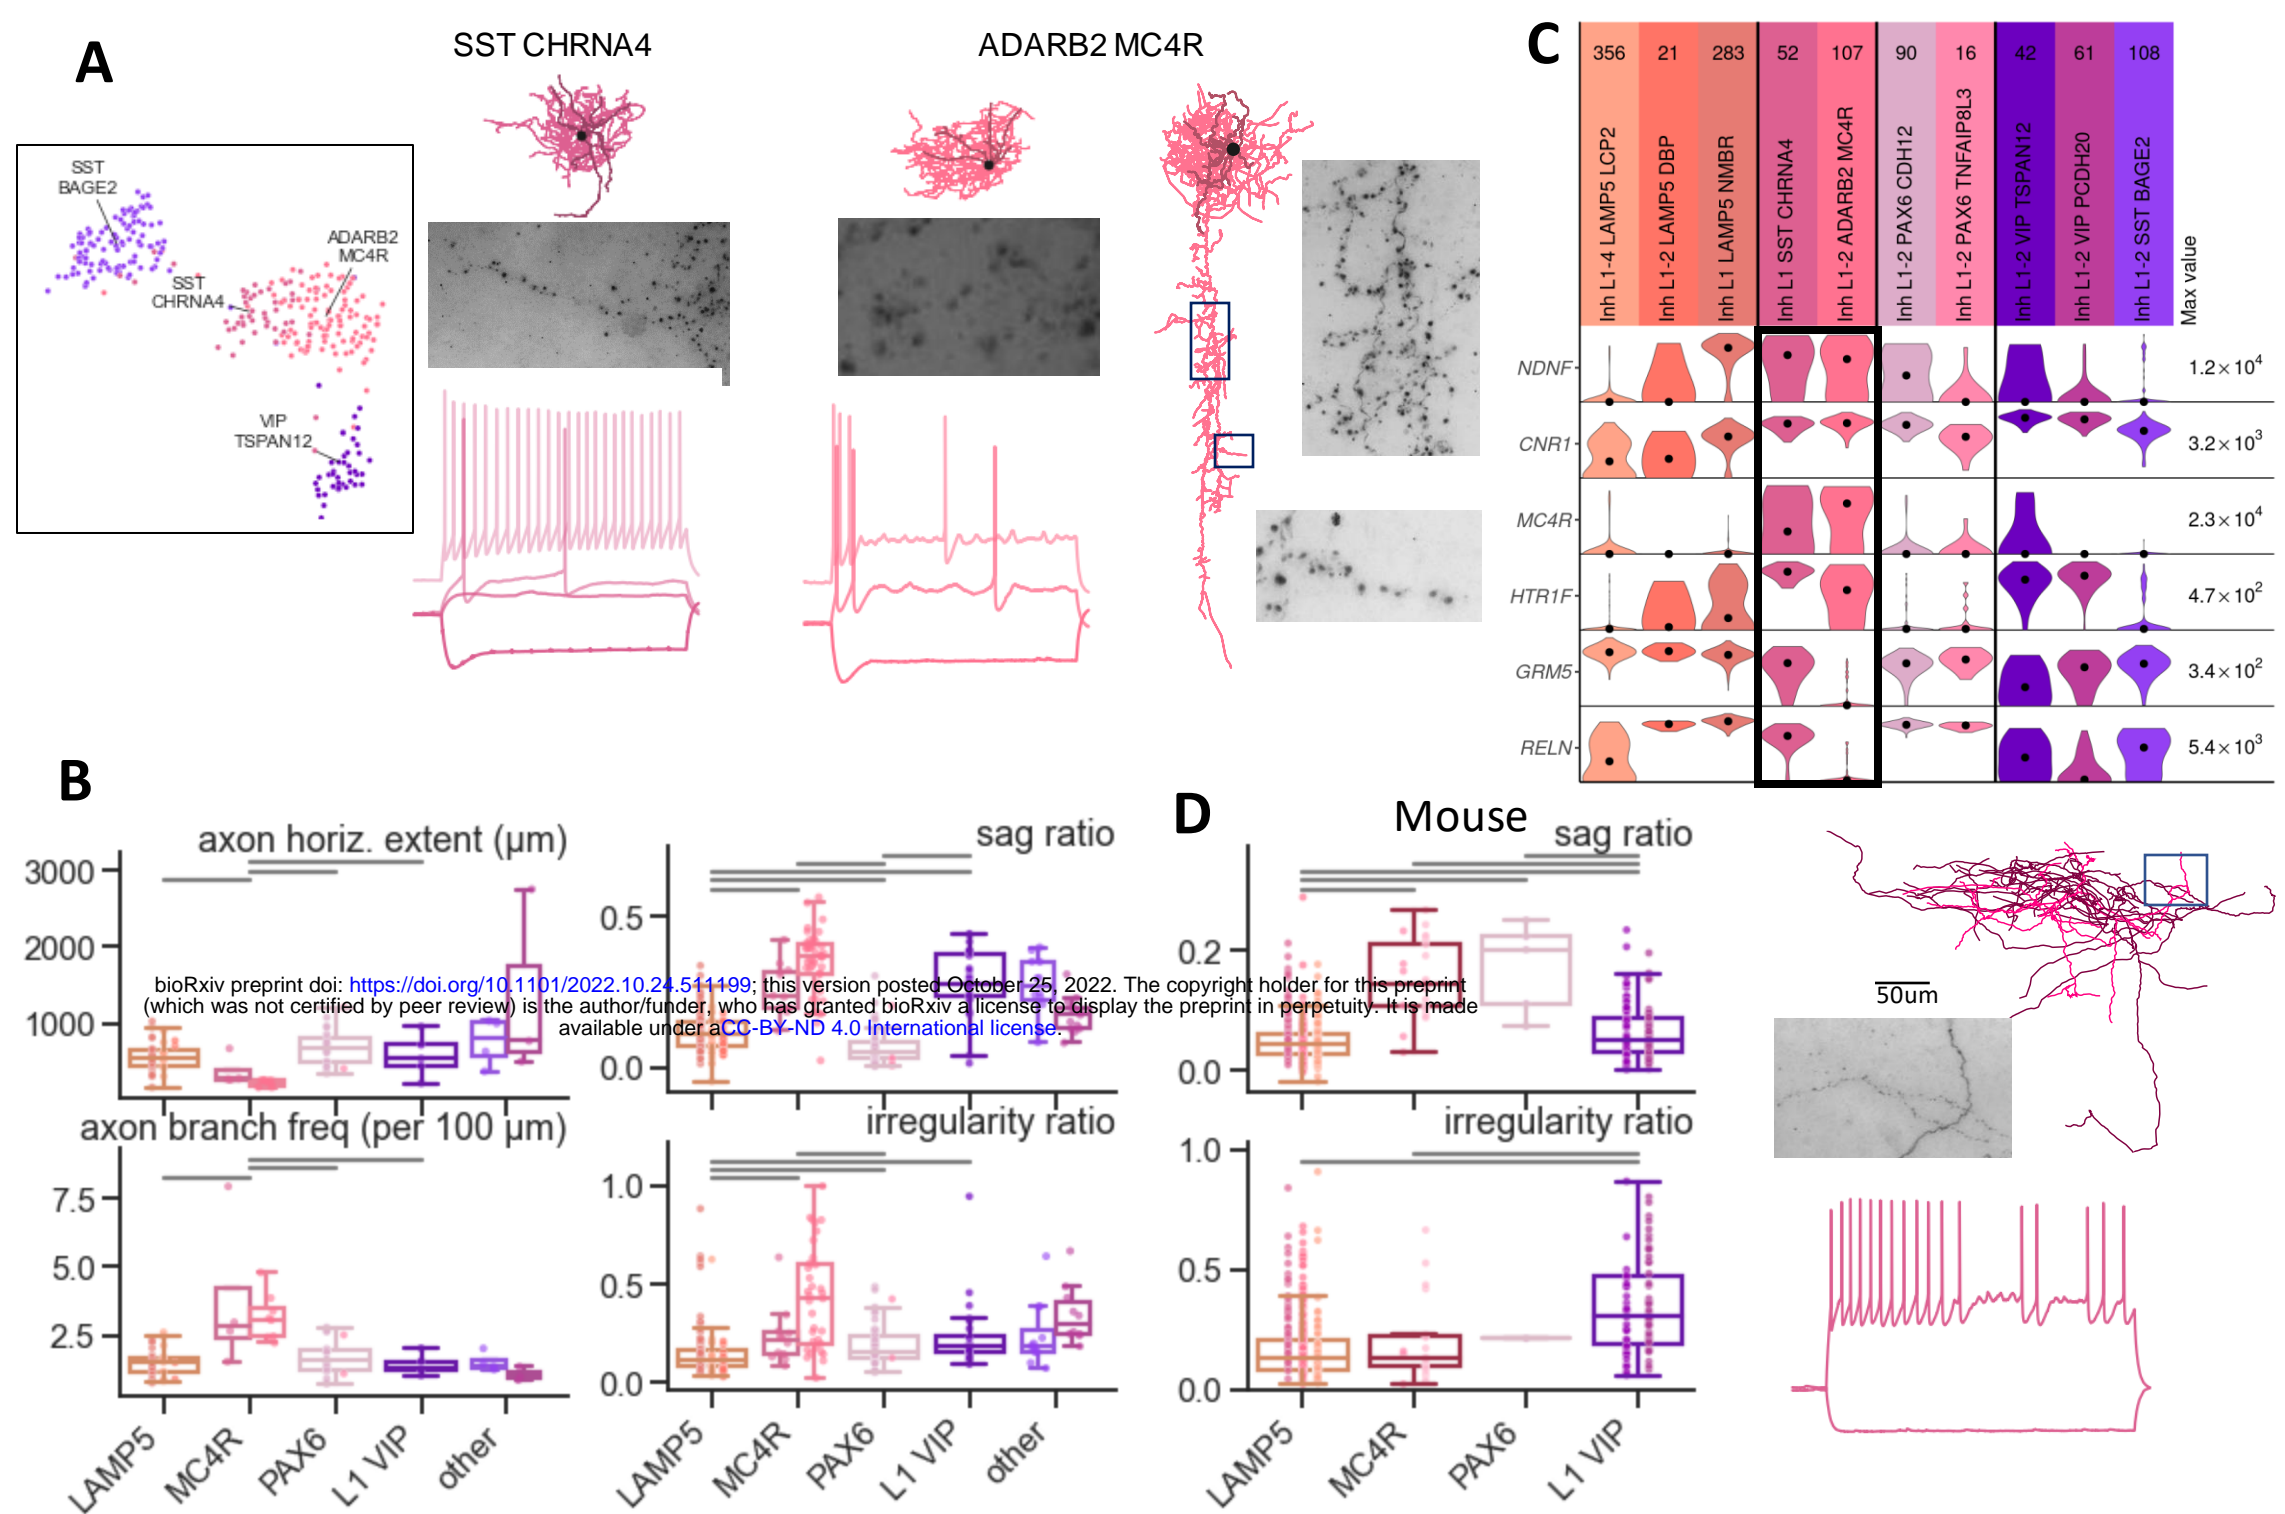 A
SST CHRNA4
ADARB2 MC4R
SST
BAGE2
ADARB2
MC4R
SST
CHRNA4
VIP
TSPAN12
C
356 21 283 52 107 90 16 42 61 108
Inh L1-4 LAMP5 LCP2
Inh L1-2 LAMP5 DBP
Inh L1 LAMP5 NMBR
Inh L1 SST CHRNA4
Inh L1-2 ADARB2 MC4R
Inh L1-2 PAX6 CDH12
Inh L1-2 PAX6 TNFAIP8L3
Inh L1-2 VIP TSPAN12
Inh L1-2 VIP PCDH20
Inh L1-2 SST BAGE2
Max value
NDNF 1.2×10⁴
CNR1 3.2×10³
MC4R 2.3×10⁴
HTR1F 4.7×10²
GRM5 3.4×10²
RELN 5.4×10³
B
axon horiz. extent (µm)
3000
2000
1000
sag ratio
0.5
0.0
axon branch freq (per 100 µm)
7.5
5.0
2.5
LAMP5
MC4R
PAX6
L1 VIP
other
irregularity ratio
1.0
0.5
0.0
LAMP5
MC4R
PAX6
L1 VIP
other
bioRxiv preprint doi: https://doi.org/10.1101/2022.10.24.511199; this version posted October 25, 2022. The copyright holder for this preprint
(which was not certified by peer review) is the author/funder, who has granted bioRxiv a license to display the preprint in perpetuity. It is made
available under aCC-BY-ND 4.0 International license.
D
Mouse
sag ratio
0.2
0.0
irregularity ratio
1.0
0.5
0.0
LAMP5
MC4R
PAX6
L1 VIP
50um